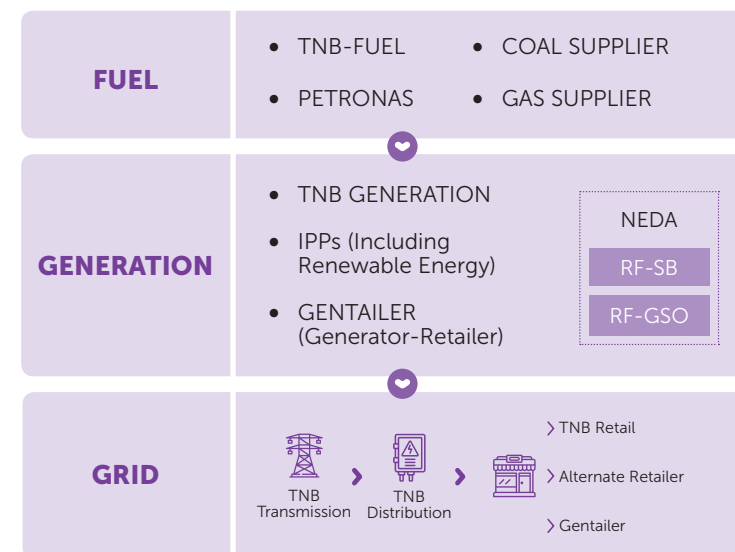 FUEL
• TNB-FUEL
• COAL SUPPLIER
• PETRONAS
• GAS SUPPLIER
GENERATION
• TNB GENERATION
• IPPs (Including
Renewable Energy)
• GENTAILER
(Generator-Retailer)
NEDA
RF-SB
RF-GSO
GRID
TNB
Transmission
TNB
Distribution
TNB Retail
Alternate Retailer
Gentailer